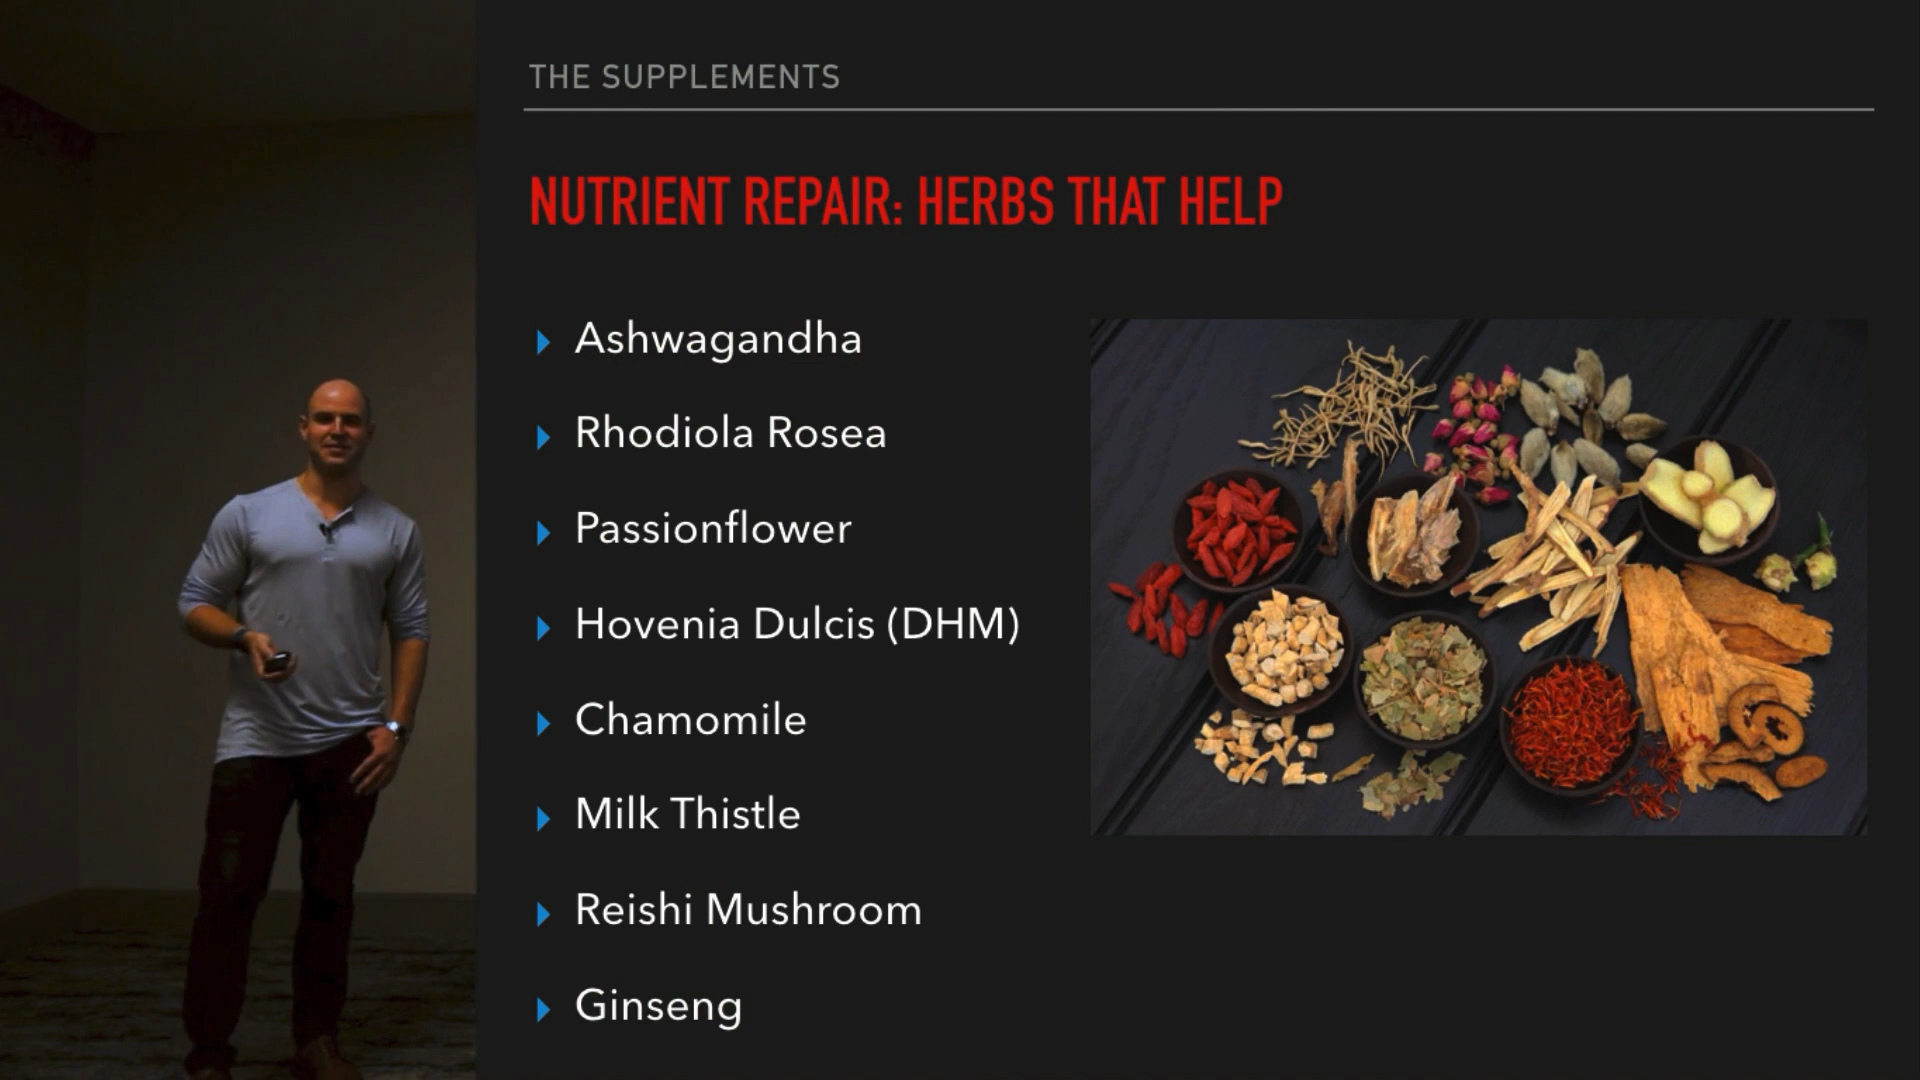 THE SUPPLEMENTS
NUTRIENT REPAIR: HERBS THAT HELP
Ashwagandha
Rhodiola Rosea
Passionflower
Hovenia Dulcis (DHM)
Chamomile
Milk Thistle
Reishi Mushroom
Ginseng